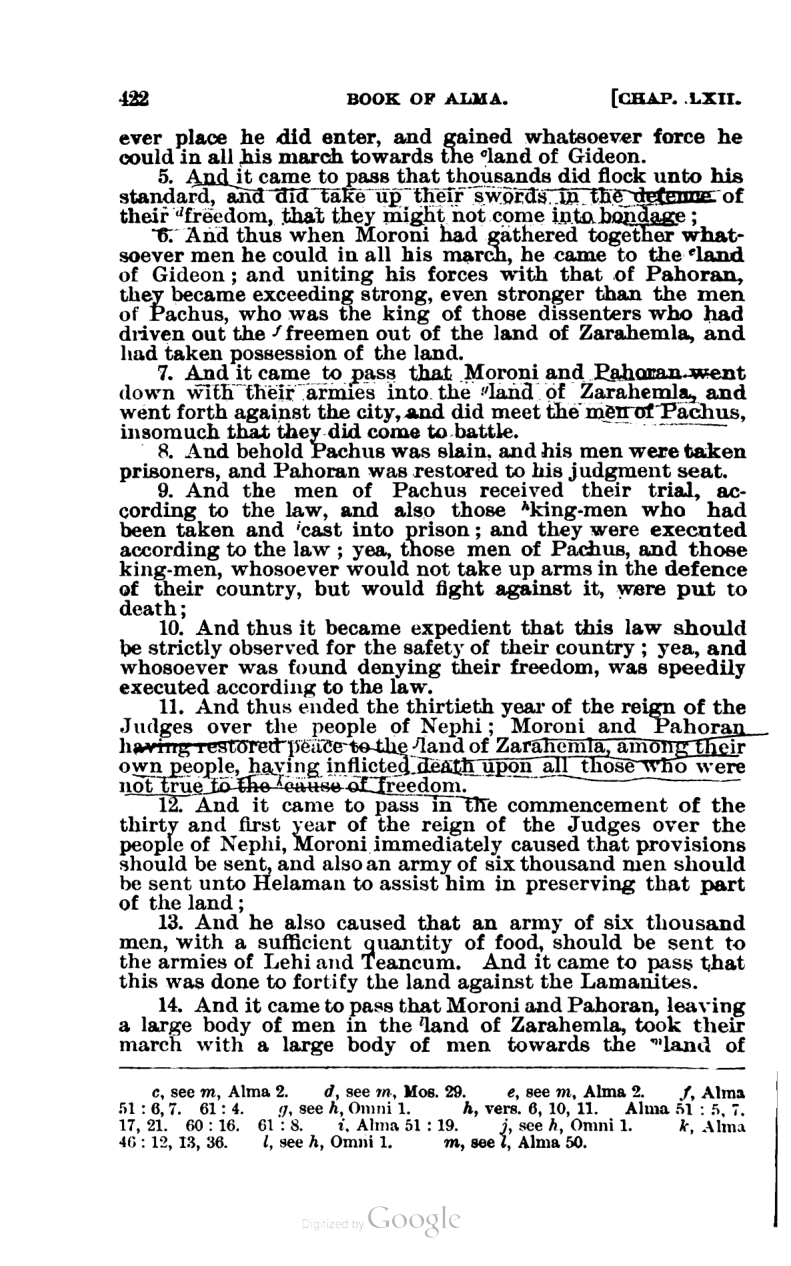 422 BOOK OF ALMA. [CHAP. LXII.
ever place he did enter, and gained whatsoever force he
could in all his march towards the cland of Gideon.
5. And it came to pass that thousands did flock unto his
standard, and did take up their swords in the defense of
their dfreedom, that they might not come into bondage;
6. And thus when Moroni had gathered together what-
soever men he could in all his march, he came to the eland
of Gideon; and uniting his forces with that of Pahoran,
they became exceeding strong, even stronger than the men
of Pachus, who was the king of those dissenters who had
driven out the ffreemen out of the land of Zarahemla, and
had taken possession of the land.
7. And it came to pass that Moroni and Pahoran went
down with their armies into the gland of Zarahemla, and
went forth against the city, and did meet the men of Pachus,
insomuch that they did come to battle.
8. And behold Pachus was slain, and his men were taken
prisoners, and Pahoran was restored to his judgment seat.
9. And the men of Pachus received their trial, ac-
cording to the law, and also those hking-men who had
been taken and icast into prison; and they were executed
according to the law; yea, those men of Pachus, and those
king-men, whosoever would not take up arms in the defence
of their country, but would fight against it, were put to
death;
10. And thus it became expedient that this law should
be strictly observed for the safety of their country; yea, and
whosoever was found denying their freedom, was speedily
executed according to the law.
11. And thus ended the thirtieth year of the reign of the
Judges over the people of Nephi; Moroni and Pahoran
having restored peace to the jland of Zarahemla, among their
own people, having inflicted death upon all those who were
not true to the kcause of freedom.
12. And it came to pass in the commencement of the
thirty and first year of the reign of the Judges over the
people of Nephi, Moroni immediately caused that provisions
should be sent, and also an army of six thousand men should
be sent unto Helaman to assist him in preserving that part
of the land;
13. And he also caused that an army of six thousand
men, with a sufficient quantity of food, should be sent to
the armies of Lehi and Teancum. And it came to pass that
this was done to fortify the land against the Lamanites.
14. And it came to pass that Moroni and Pahoran, leaving
a large body of men in the lland of Zarahemla, took their
march with a large body of men towards the mland of
c, see m, Alma 2. d, see m, Mos. 29. e, see m, Alma 2. f, Alma
51 : 6, 7. 61 : 4. g, see h, Omni 1. h, vers. 6, 10, 11. Alma 51 : 5, 7.
17, 21. 60 : 16. 61 : 8. i, Alma 51 : 19. j, see h, Omni 1. k, Alma
46 : 12, 13, 36. l, see h, Omni 1. m, see l, Alma 50.
Digitized by Google